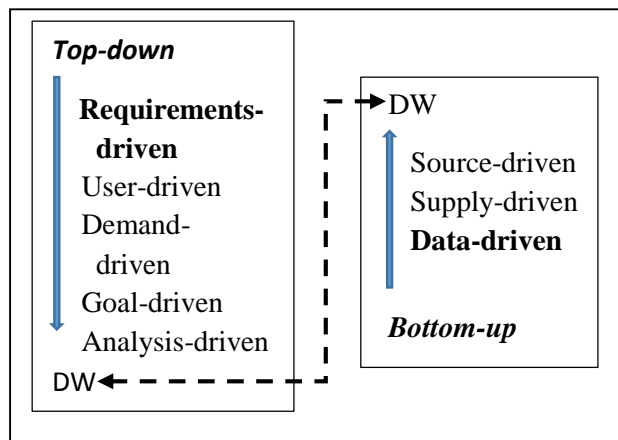 Top-down
Requirements-
driven
User-driven
Demand-
driven
Goal-driven
Analysis-driven
DW
DW
Source-driven
Supply-driven
Data-driven
Bottom-up